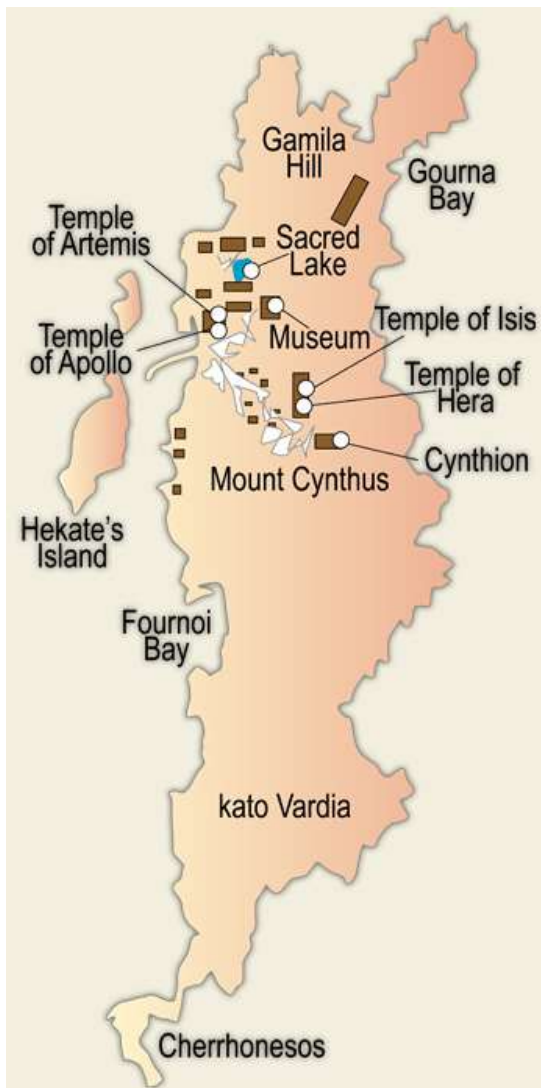 Gamila
Hill
Gourna
Bay
Temple
of Artemis
Sacred
Lake
Temple
of Apollo
Museum
Temple of Isis
Temple of
Hera
Cynthion
Mount Cynthus
Hekate's
Island
Fournoi
Bay
kato Vardia
Cherrhonesos